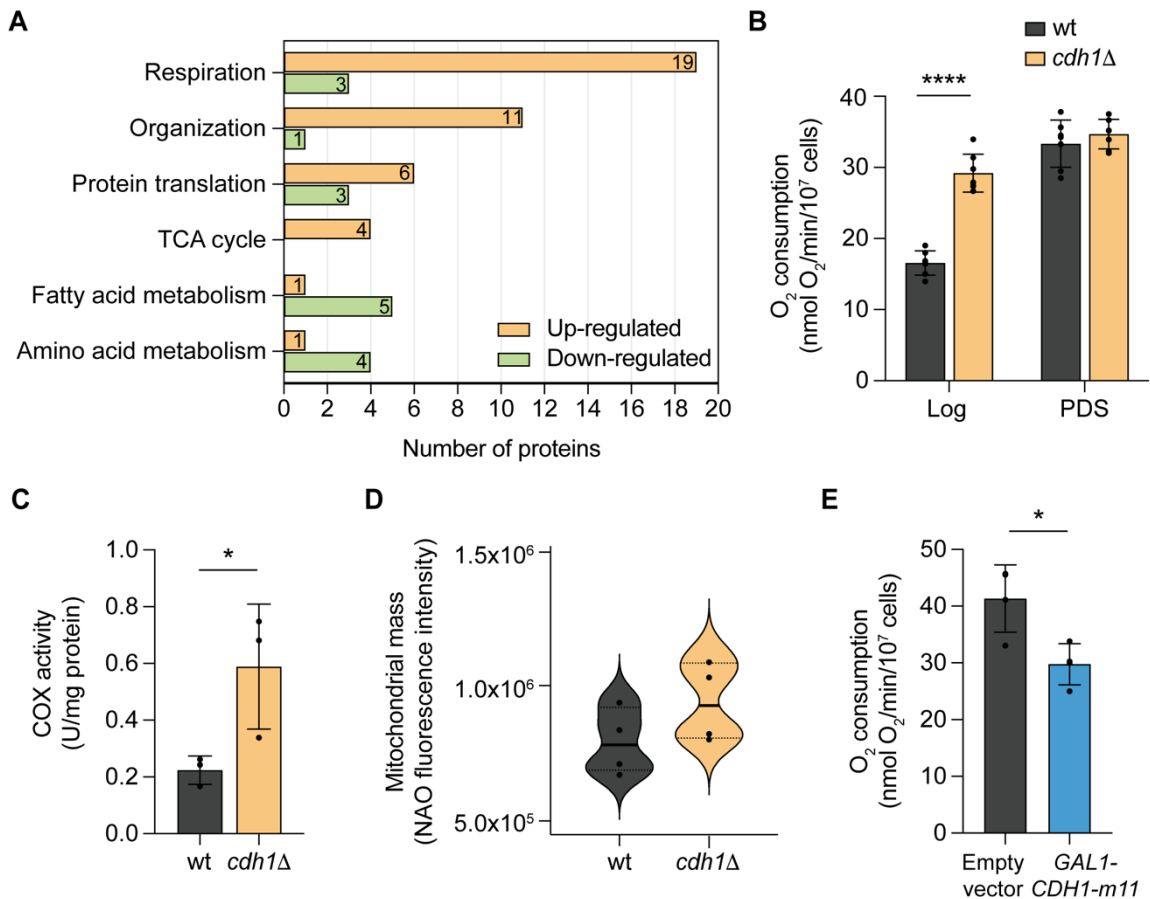 A
Respiration
19
3
Organization
11
1
Protein translation
6
3
TCA cycle
4
Fatty acid metabolism
1
5
Amino acid metabolism
1
4
Up-regulated
Down-regulated
0 2 4 6 8 10 12 14 16 18 20
Number of proteins
B
wt
cdh1Δ
****
O₂ consumption
(nmol O₂/min/10⁷ cells)
40
30
20
10
0
Log PDS
C
*
COX activity
(U/mg protein)
1.0
0.8
0.6
0.4
0.2
0.0
wt cdh1Δ
D
Mitochondrial mass
(NAO fluorescence intensity)
1.5x10⁶
1.0x10⁶
5.0x10⁵
wt cdh1Δ
E
*
O₂ consumption
(nmol O₂/min/10⁷ cells)
50
40
30
20
10
0
Empty
vector
GAL1-
CDH1-m11